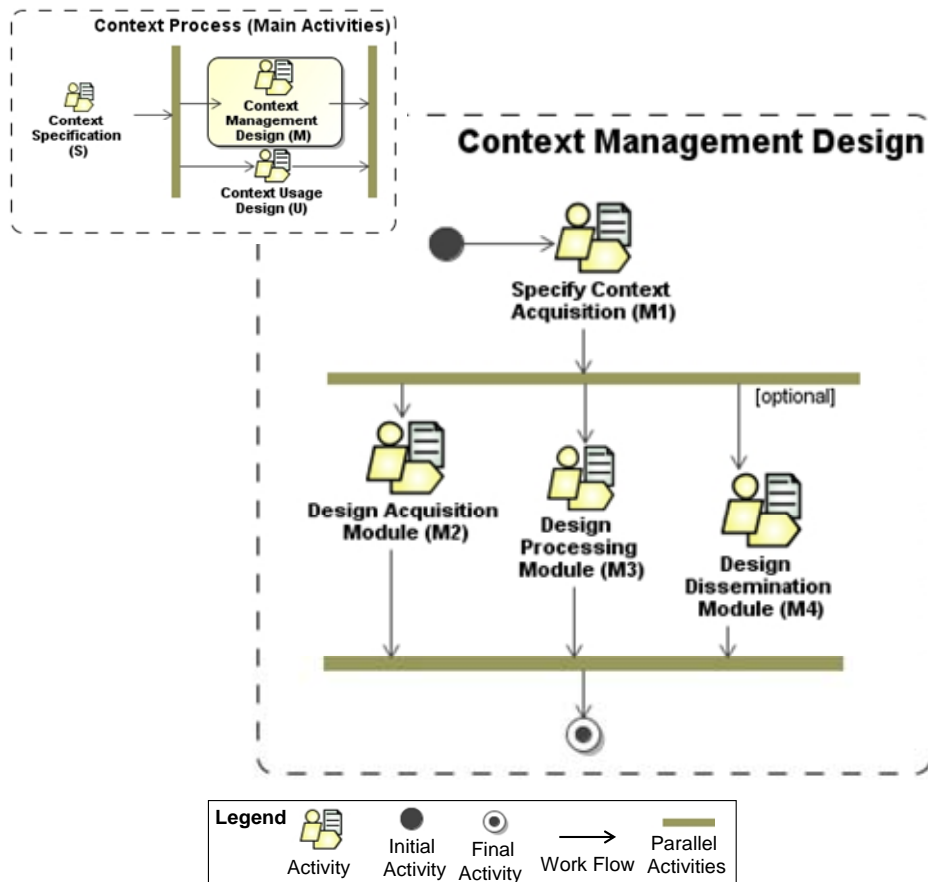 Context Process (Main Activities)
Context
Specification
(S)
Context
Management
Design (M)
Context Usage
Design (U)
Context Management Design
Specify Context
Acquisition (M1)
[optional]
Design Acquisition
Module (M2)
Design
Processing
Module (M3)
Design
Dissemination
Module (M4)
Legend
Activity
Initial
Activity
Final
Activity
Work Flow
Parallel
Activities